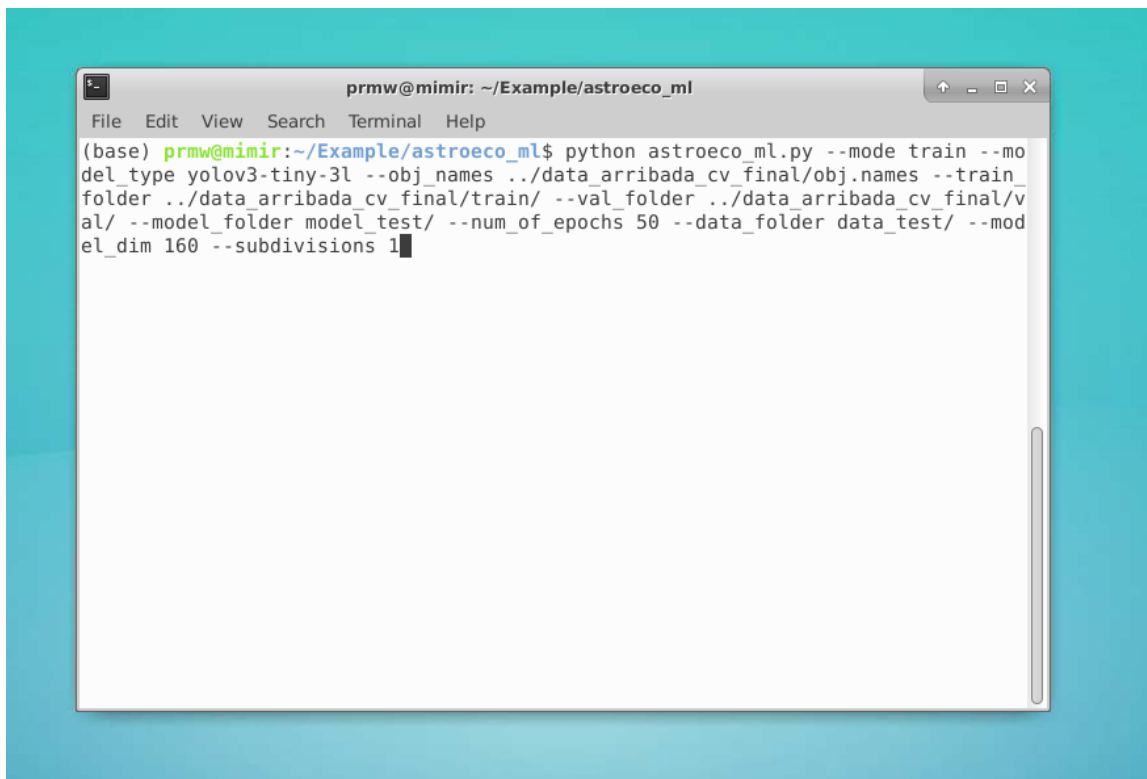 prmw@mimir: ~/Example/astroeco_ml
File Edit View Search Terminal Help
(base) prmw@mimir:~/Example/astroeco_ml$ python astroeco_ml.py --mode train --mo
del_type yolov3-tiny-3l --obj_names ../data_arribada_cv_final/obj.names --train_
folder ../data_arribada_cv_final/train/ --val_folder ../data_arribada_cv_final/v
al/ --model_folder model_test/ --num_of_epochs 50 --data_folder data_test/ --mod
el_dim 160 --subdivisions 1